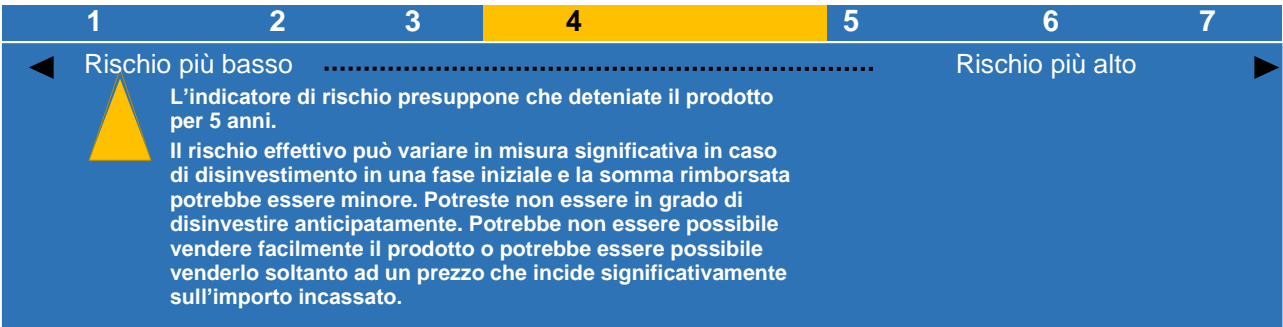 1 2 3 4 5 6 7
Rischio più basso Rischio più alto
L’indicatore di rischio presuppone che deteniate il prodotto
per 5 anni.
Il rischio effettivo può variare in misura significativa in caso
di disinvestimento in una fase iniziale e la somma rimborsata
potrebbe essere minore. Potreste non essere in grado di
disinvestire anticipatamente. Potrebbe non essere possibile
vendere facilmente il prodotto o potrebbe essere possibile
venderlo soltanto ad un prezzo che incide significativamente
sull’importo incassato.